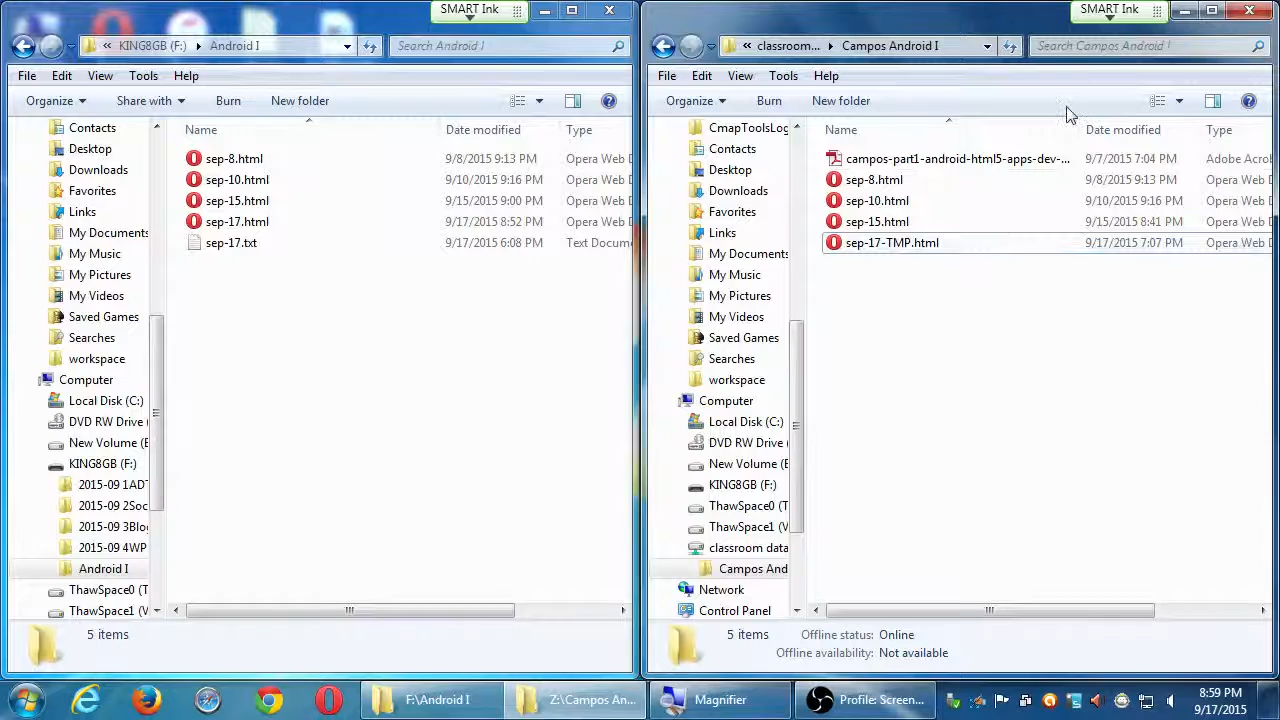 SMART Ink
« KING8GB (F:) Android I
Search Android I
File Edit View Tools Help
Organize Share with Burn New folder
Name Date modified Type
sep-8.html 9/8/2015 9:13 PM Opera Web D
sep-10.html 9/10/2015 9:16 PM Opera Web D
sep-15.html 9/15/2015 9:00 PM Opera Web D
sep-17.html 9/17/2015 8:52 PM Opera Web D
sep-17.txt 9/17/2015 6:08 PM Text Docume
Contacts
Desktop
Downloads
Favorites
Links
My Documents
My Music
My Pictures
My Videos
Saved Games
Searches
workspace
Computer
Local Disk (C:)
DVD RW Drive
New Volume (E
KING8GB (F:)
2015-09 1AD
2015-09 2Soc
2015-09 3Blo
2015-09 4WP
Android I
ThawSpace0 (T
ThawSpace1 (V
5 items
SMART Ink
« classroom... Campos Android I
Search Campos Android I
File Edit View Tools Help
Organize Burn New folder
Name Date modified Type
campos-part1-android-html5-apps-dev-... 9/7/2015 7:04 PM Adobe Acrob
sep-8.html 9/8/2015 9:13 PM Opera Web D
sep-10.html 9/10/2015 9:16 PM Opera Web D
sep-15.html 9/15/2015 8:41 PM Opera Web D
sep-17-TMP.html 9/17/2015 7:07 PM Opera Web D
CmapToolsLog
Contacts
Desktop
Downloads
Favorites
Links
My Documents
My Music
My Pictures
My Videos
Saved Games
Searches
workspace
Computer
Local Disk (C:)
DVD RW Drive
New Volume (E
KING8GB (F:)
ThawSpace0 (T
ThawSpace1 (V
classroom data
Campos And
Network
Control Panel
5 items Offline status: Online
Offline availability: Not available
F:\Android I Z:\Campos An... Magnifier Profile: Screen...
8:59 PM
9/17/2015